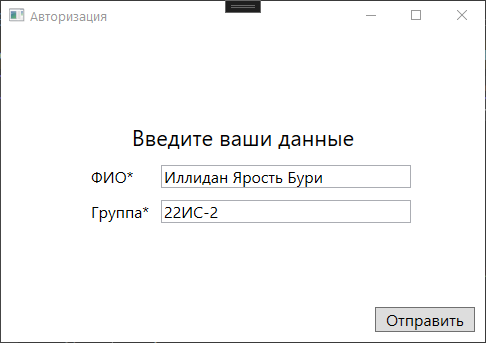 Авторизация
Введите ваши данные
ФИО* Иллидан Ярость Бури
Группа* 22ИС-2
Отправить